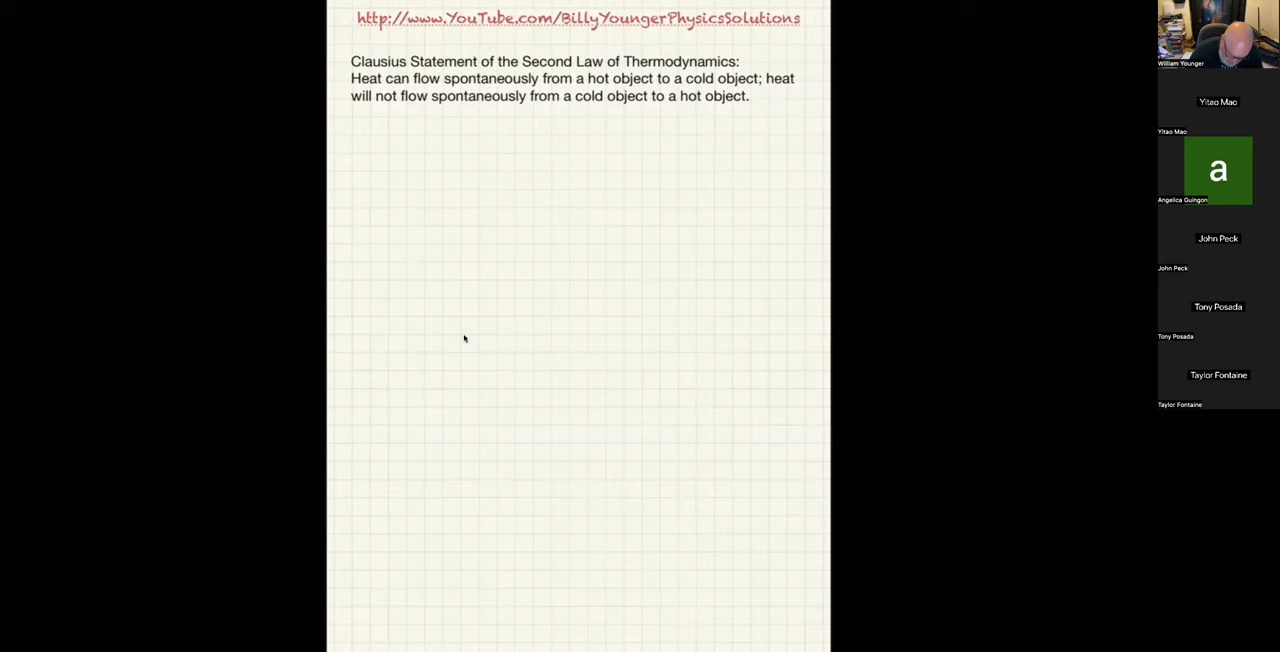 http://www.YouTube.com/BillyYoungerPhysicsSolutions
Clausius Statement of the Second Law of Thermodynamics:
Heat can flow spontaneously from a hot object to a cold object; heat
will not flow spontaneously from a cold object to a hot object.
William Younger
Yitao Mao
Yitao Mao
a
Angelica Guingon
John Peck
John Peck
Tony Posada
Tony Posada
Taylor Fontaine
Taylor Fontaine